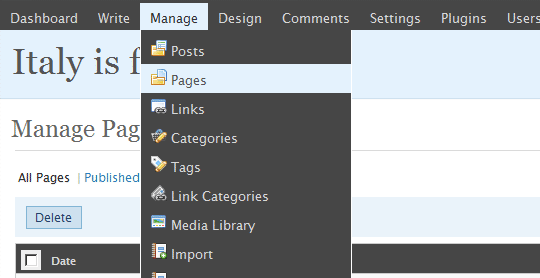 Dashboard Write Manage Design Comments Settings Plugins Users
Italy is f
Posts
Pages
Links
Manage Pag
Categories
Tags
All Pages | Published
Link Categories
Delete
Media Library
Import
Date